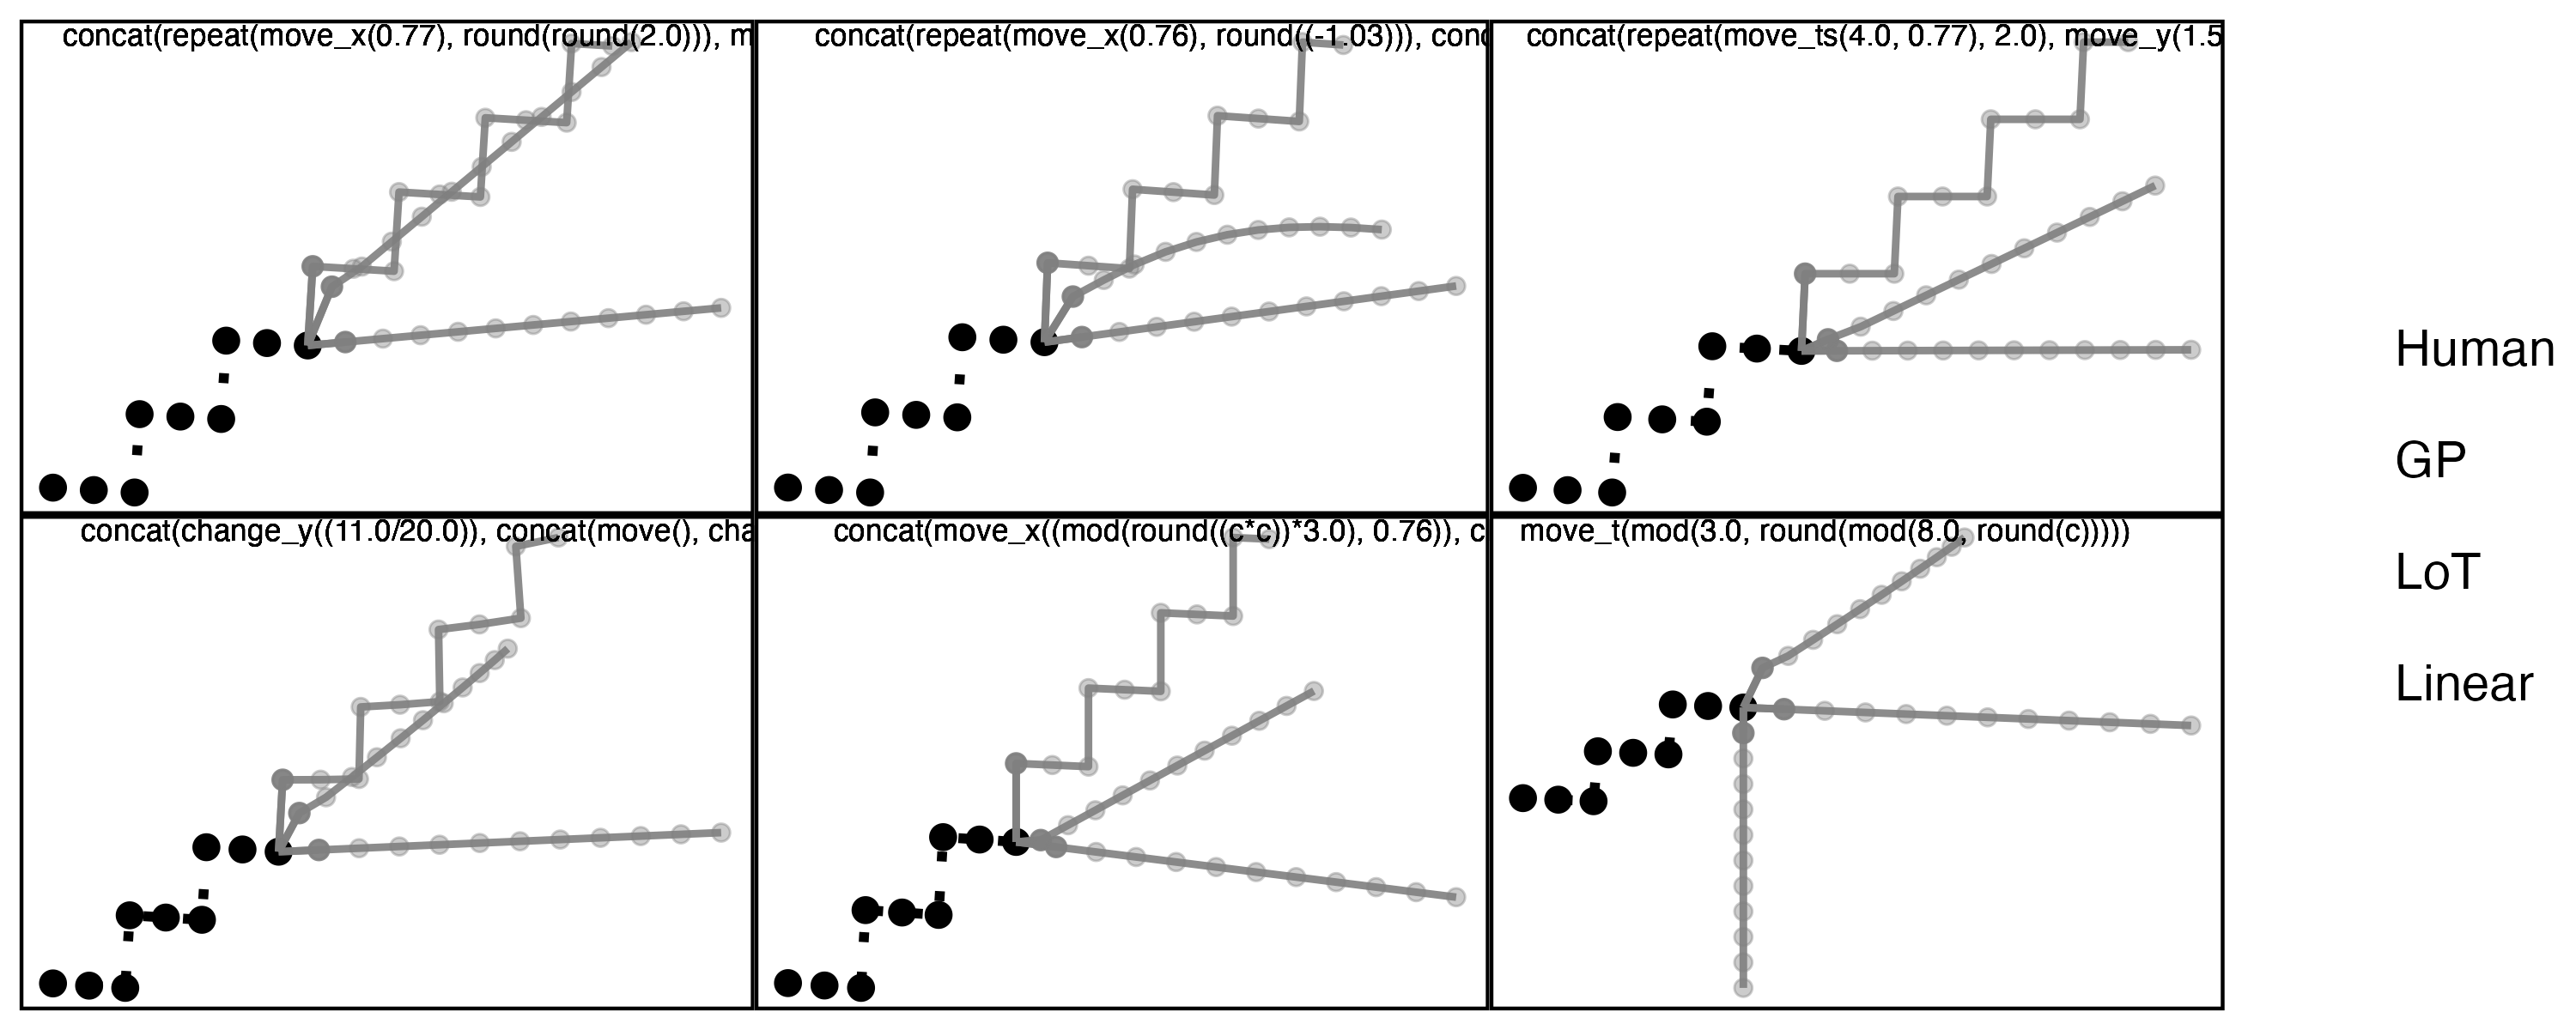 concat(repeat(move_x(0.77), round(round(2.0))), m
concat(repeat(move_x(0.76), round((-1.03))), conc
concat(repeat(move_ts(4.0, 0.77), 2.0), move_y(1.5
concat(change_y((11.0/20.0)), concat(move(), cha
concat(move_x((mod(round((c*c))*3.0), 0.76)), c
move_t(mod(3.0, round(mod(8.0, round(c)))))
Human
GP
LoT
Linear